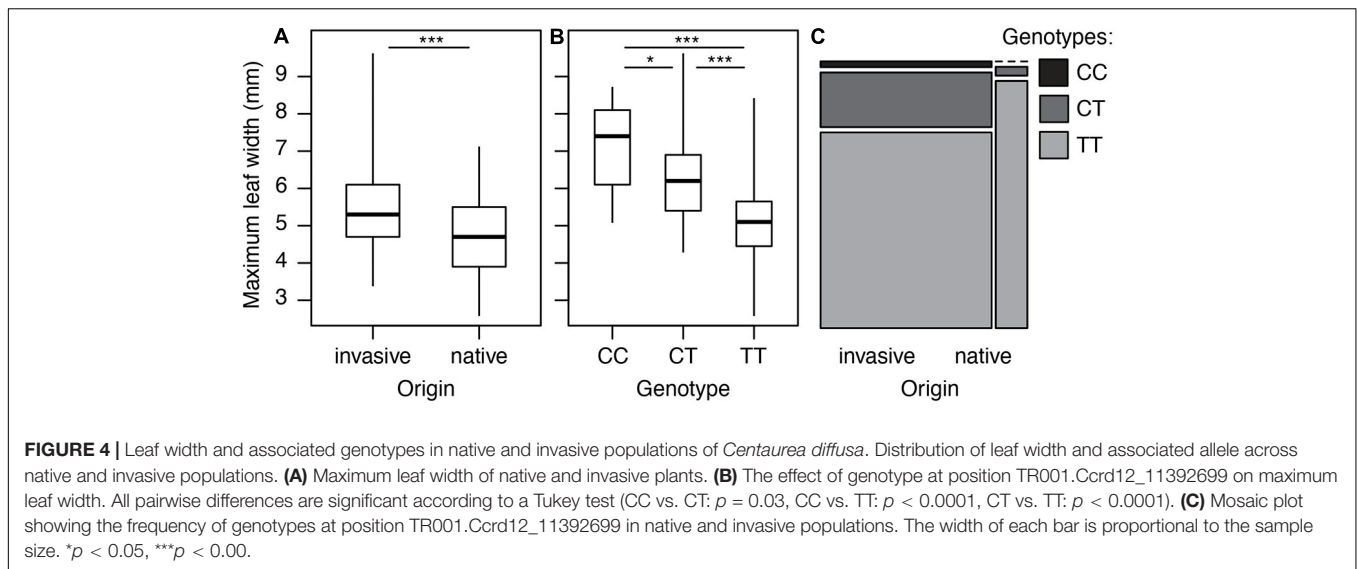 A
B
C
Genotypes:
CC
CT
TT
***
***
*
***
Maximum leaf width (mm)
9
8
7
6
5
4
3
invasive
native
Origin
CC
CT
TT
Genotype
invasive
native
Origin
FIGURE 4 | Leaf width and associated genotypes in native and invasive populations of Centaurea diffusa. Distribution of leaf width and associated allele across
native and invasive populations. (A) Maximum leaf width of native and invasive plants. (B) The effect of genotype at position TR001.Ccrd12_11392699 on maximum
leaf width. All pairwise differences are significant according to a Tukey test (CC vs. CT: p = 0.03, CC vs. TT: p < 0.0001, CT vs. TT: p < 0.0001). (C) Mosaic plot
showing the frequency of genotypes at position TR001.Ccrd12_11392699 in native and invasive populations. The width of each bar is proportional to the sample
size. *p < 0.05, ***p < 0.00.